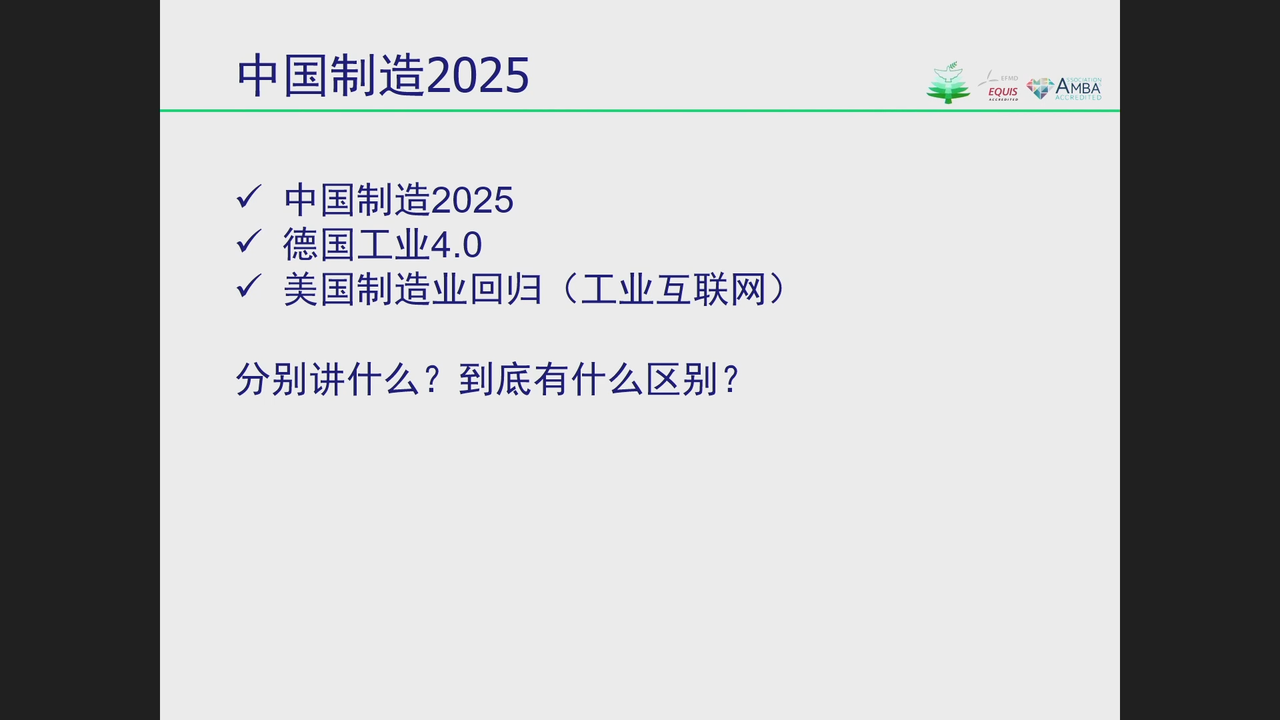 中国制造2025
EFMD
EQUIS
ACCREDITED
ASSOCIATION
AMBA
ACCREDITED
中国制造2025
德国工业4.0
美国制造业回归（工业互联网）
分别讲什么？到底有什么区别？